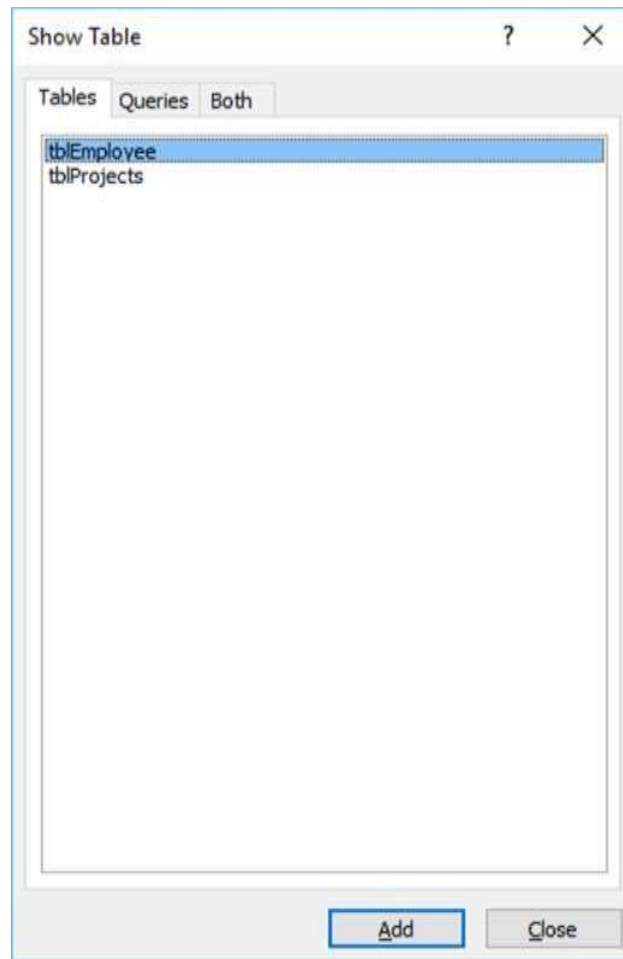 Show Table ?
Tables Queries Both
tblEmployee
tblProjects
Add Close